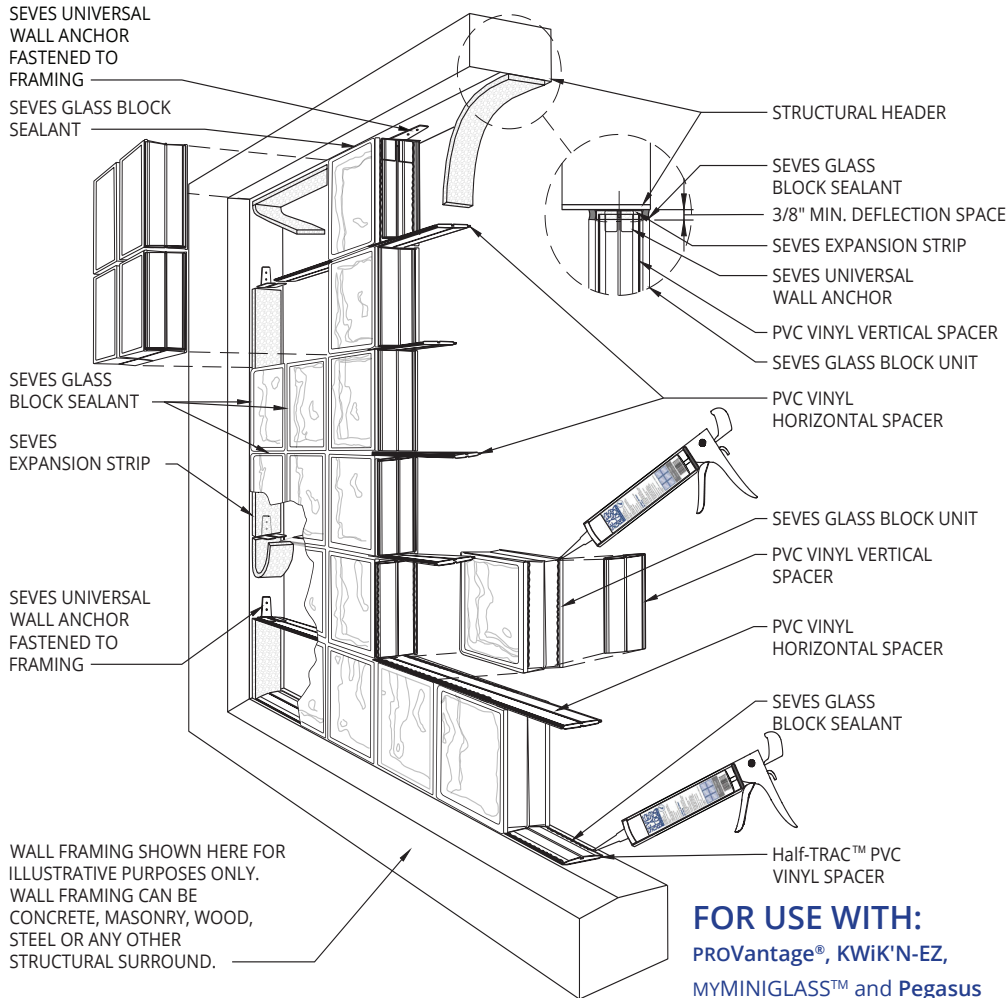 SEVES UNIVERSAL
WALL ANCHOR
FASTENED TO
FRAMING
SEVES GLASS BLOCK
SEALANT
SEVES GLASS
BLOCK SEALANT
SEVES
EXPANSION STRIP
SEVES UNIVERSAL
WALL ANCHOR
FASTENED TO
FRAMING
WALL FRAMING SHOWN HERE FOR
ILLUSTRATIVE PURPOSES ONLY.
WALL FRAMING CAN BE
CONCRETE, MASONRY, WOOD,
STEEL OR ANY OTHER
STRUCTURAL SURROUND.
STRUCTURAL HEADER
SEVES GLASS
BLOCK SEALANT
3/8" MIN. DEFLECTION SPACE
SEVES EXPANSION STRIP
SEVES UNIVERSAL
WALL ANCHOR
PVC VINYL VERTICAL SPACER
SEVES GLASS BLOCK UNIT
PVC VINYL
HORIZONTAL SPACER
SEVES GLASS BLOCK UNIT
PVC VINYL VERTICAL
SPACER
PVC VINYL
HORIZONTAL SPACER
SEVES GLASS
BLOCK SEALANT
Half-TRAC™ PVC
VINYL SPACER
FOR USE WITH:
PROVantage®, KWiK'N-EZ,
MYMINIGLASS™ and Pegasus